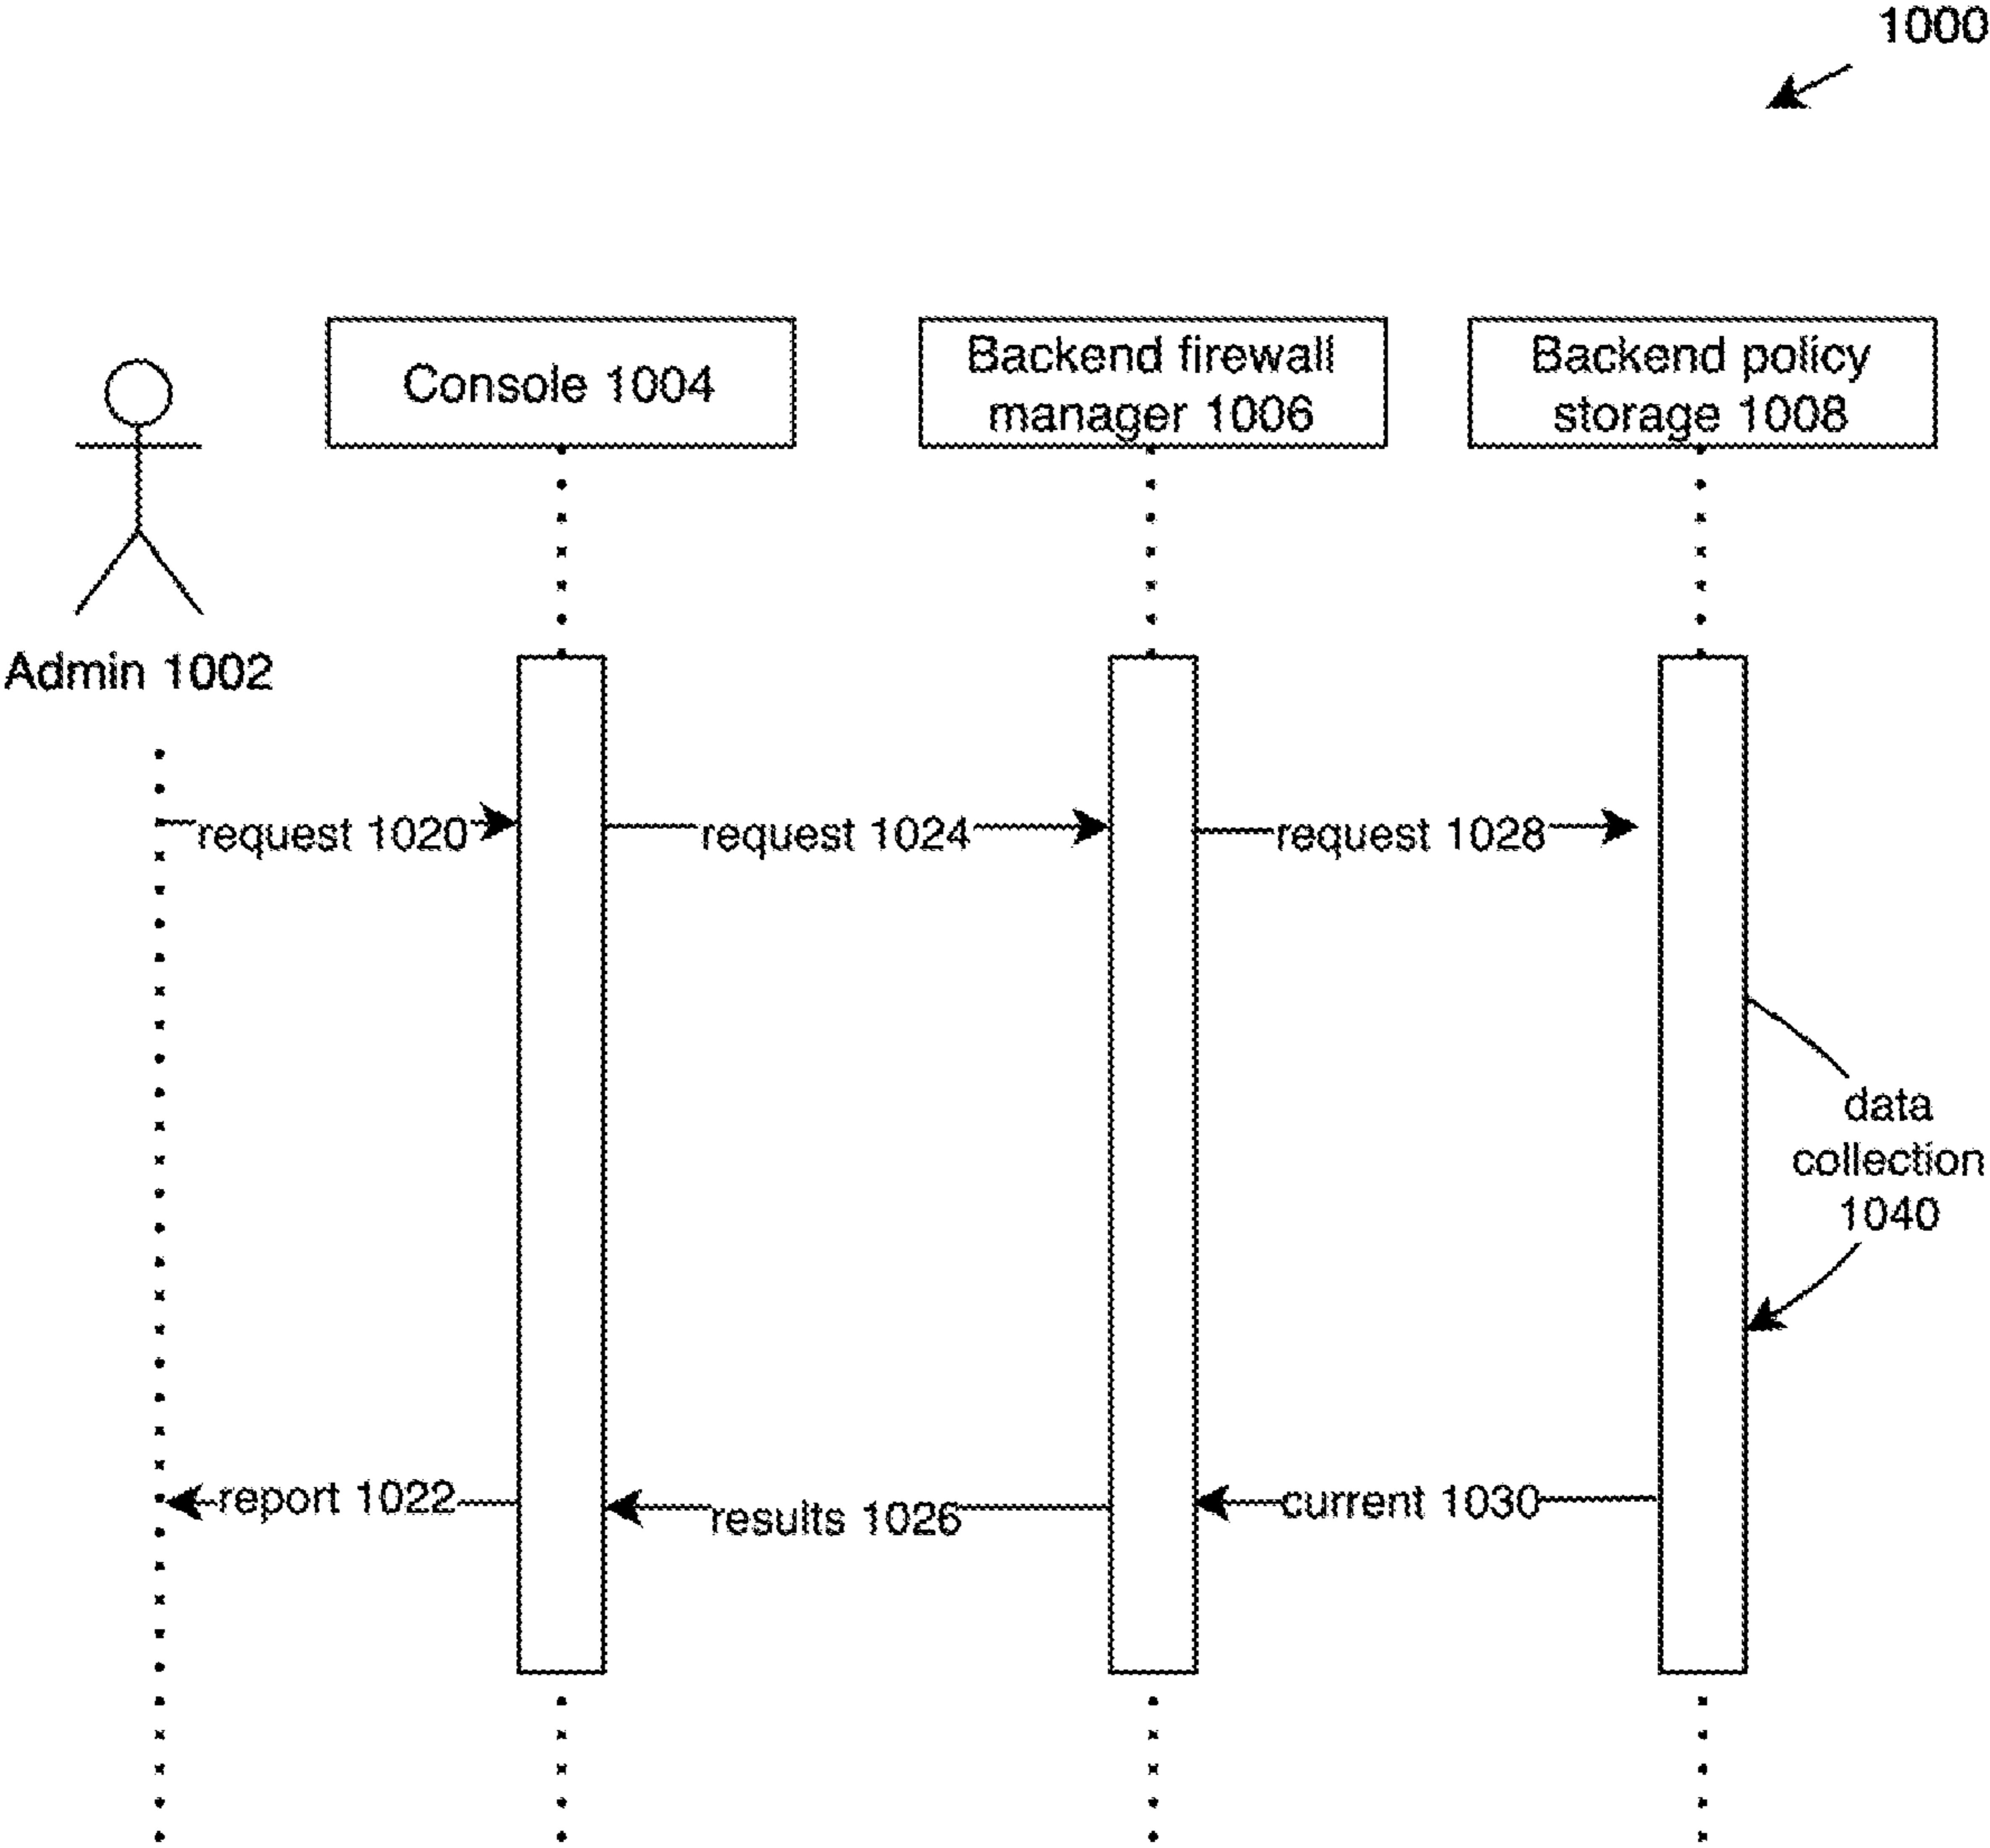 1000
Console 1004
Backend firewall
manager 1006
Backend policy
storage 1008
Admin 1002
request 1020
request 1024
request 1028
data
collection
1040
report 1022
results 1026
current 1030